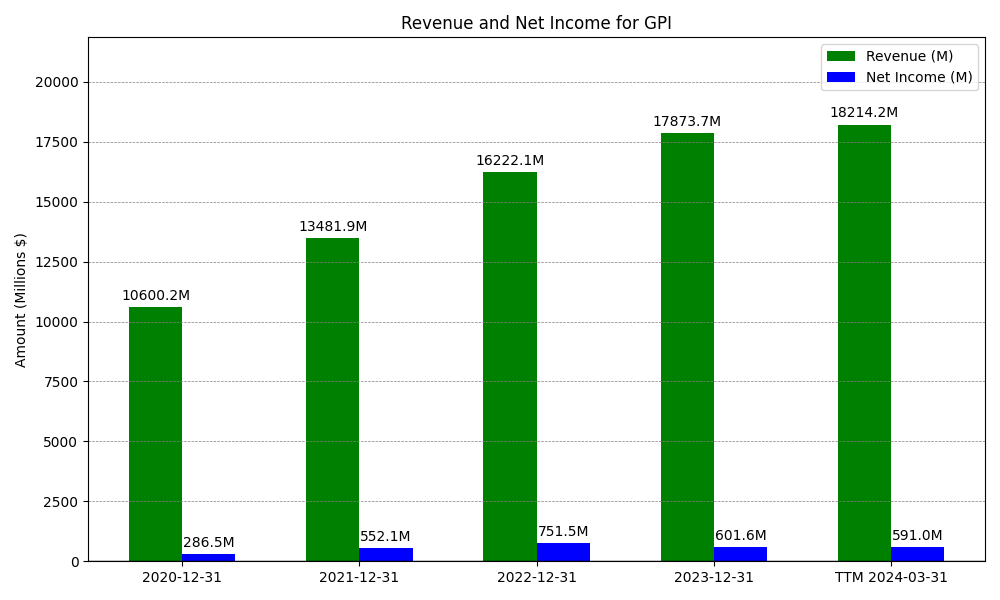 Revenue and Net Income for GPI
Revenue (M)
Net Income (M)
Amount (Millions $)
20000
17500
15000
12500
10000
7500
5000
2500
0
10600.2M
13481.9M
16222.1M
17873.7M
18214.2M
286.5M
552.1M
751.5M
601.6M
591.0M
2020-12-31
2021-12-31
2022-12-31
2023-12-31
TTM 2024-03-31